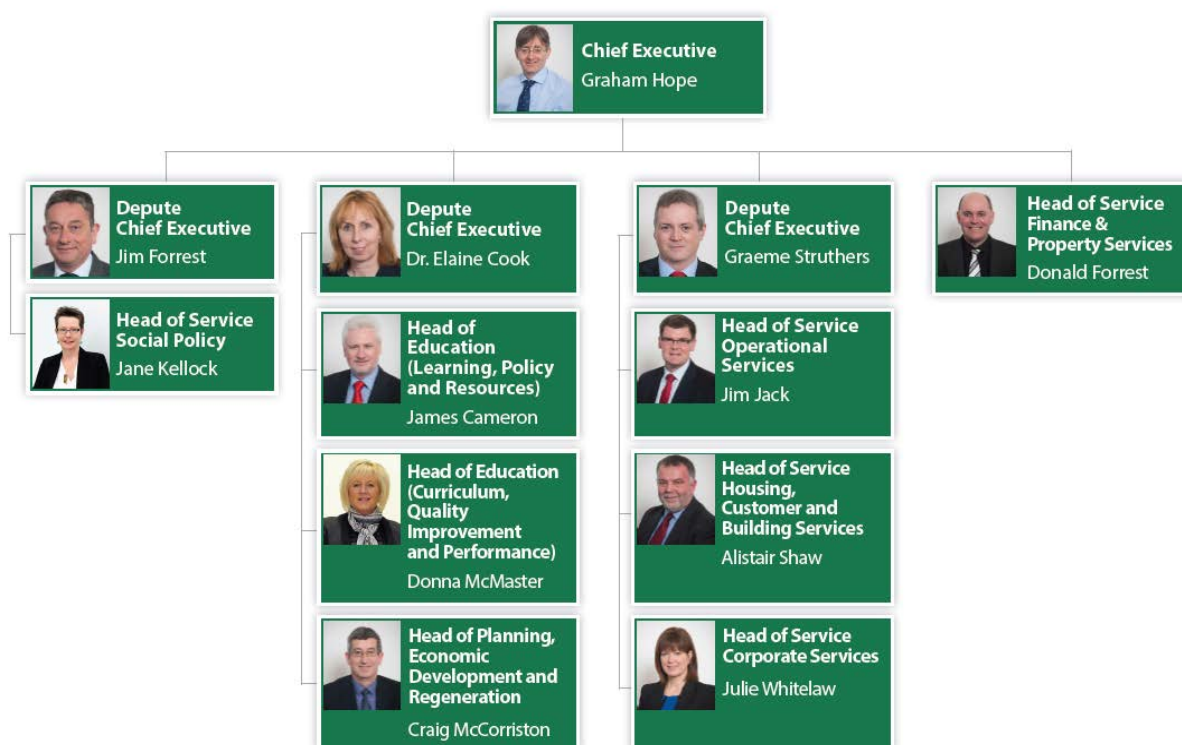 Chief Executive
Graham Hope
Depute
Chief Executive
Jim Forrest
Head of Service
Social Policy
Jane Kellock
Depute
Chief Executive
Dr. Elaine Cook
Head of
Education
(Learning, Policy
and Resources)
James Cameron
Head of Education
(Curriculum,
Quality
Improvement
and Performance)
Donna McMaster
Head of Planning,
Economic
Development and
Regeneration
Craig McCorriston
Depute
Chief Executive
Graeme Struthers
Head of Service
Operational
Services
Jim Jack
Head of Service
Housing,
Customer and
Building Services
Alistair Shaw
Head of Service
Corporate Services
Julie Whitelaw
Head of Service
Finance &
Property Services
Donald Forrest